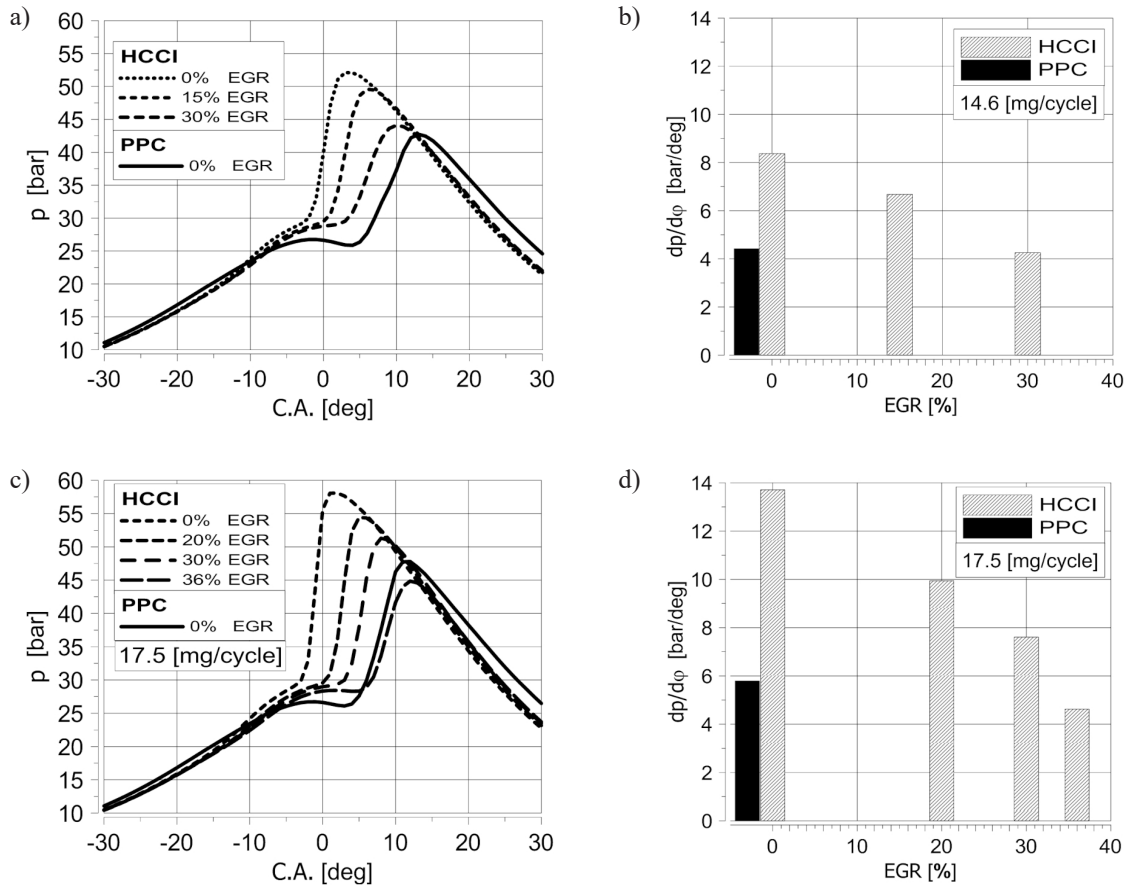 a)
60
55
50
45
40
35
30
25
20
15
10
p [bar]
HCCI
0% EGR
15% EGR
30% EGR
PPC
0% EGR
-30 -20 -10 0 10 20 30
C.A. [deg]
b)
14
12
10
8
6
4
2
0
dp/dφ [bar/deg]
HCCI
PPC
14.6 [mg/cycle]
0 10 20 30 40
EGR [%]
c)
60
55
50
45
40
35
30
25
20
15
10
p [bar]
HCCI
0% EGR
20% EGR
30% EGR
36% EGR
PPC
0% EGR
17.5 [mg/cycle]
-30 -20 -10 0 10 20 30
C.A. [deg]
d)
14
12
10
8
6
4
2
0
dp/dφ [bar/deg]
HCCI
PPC
17.5 [mg/cycle]
0 10 20 30 40
EGR [%]